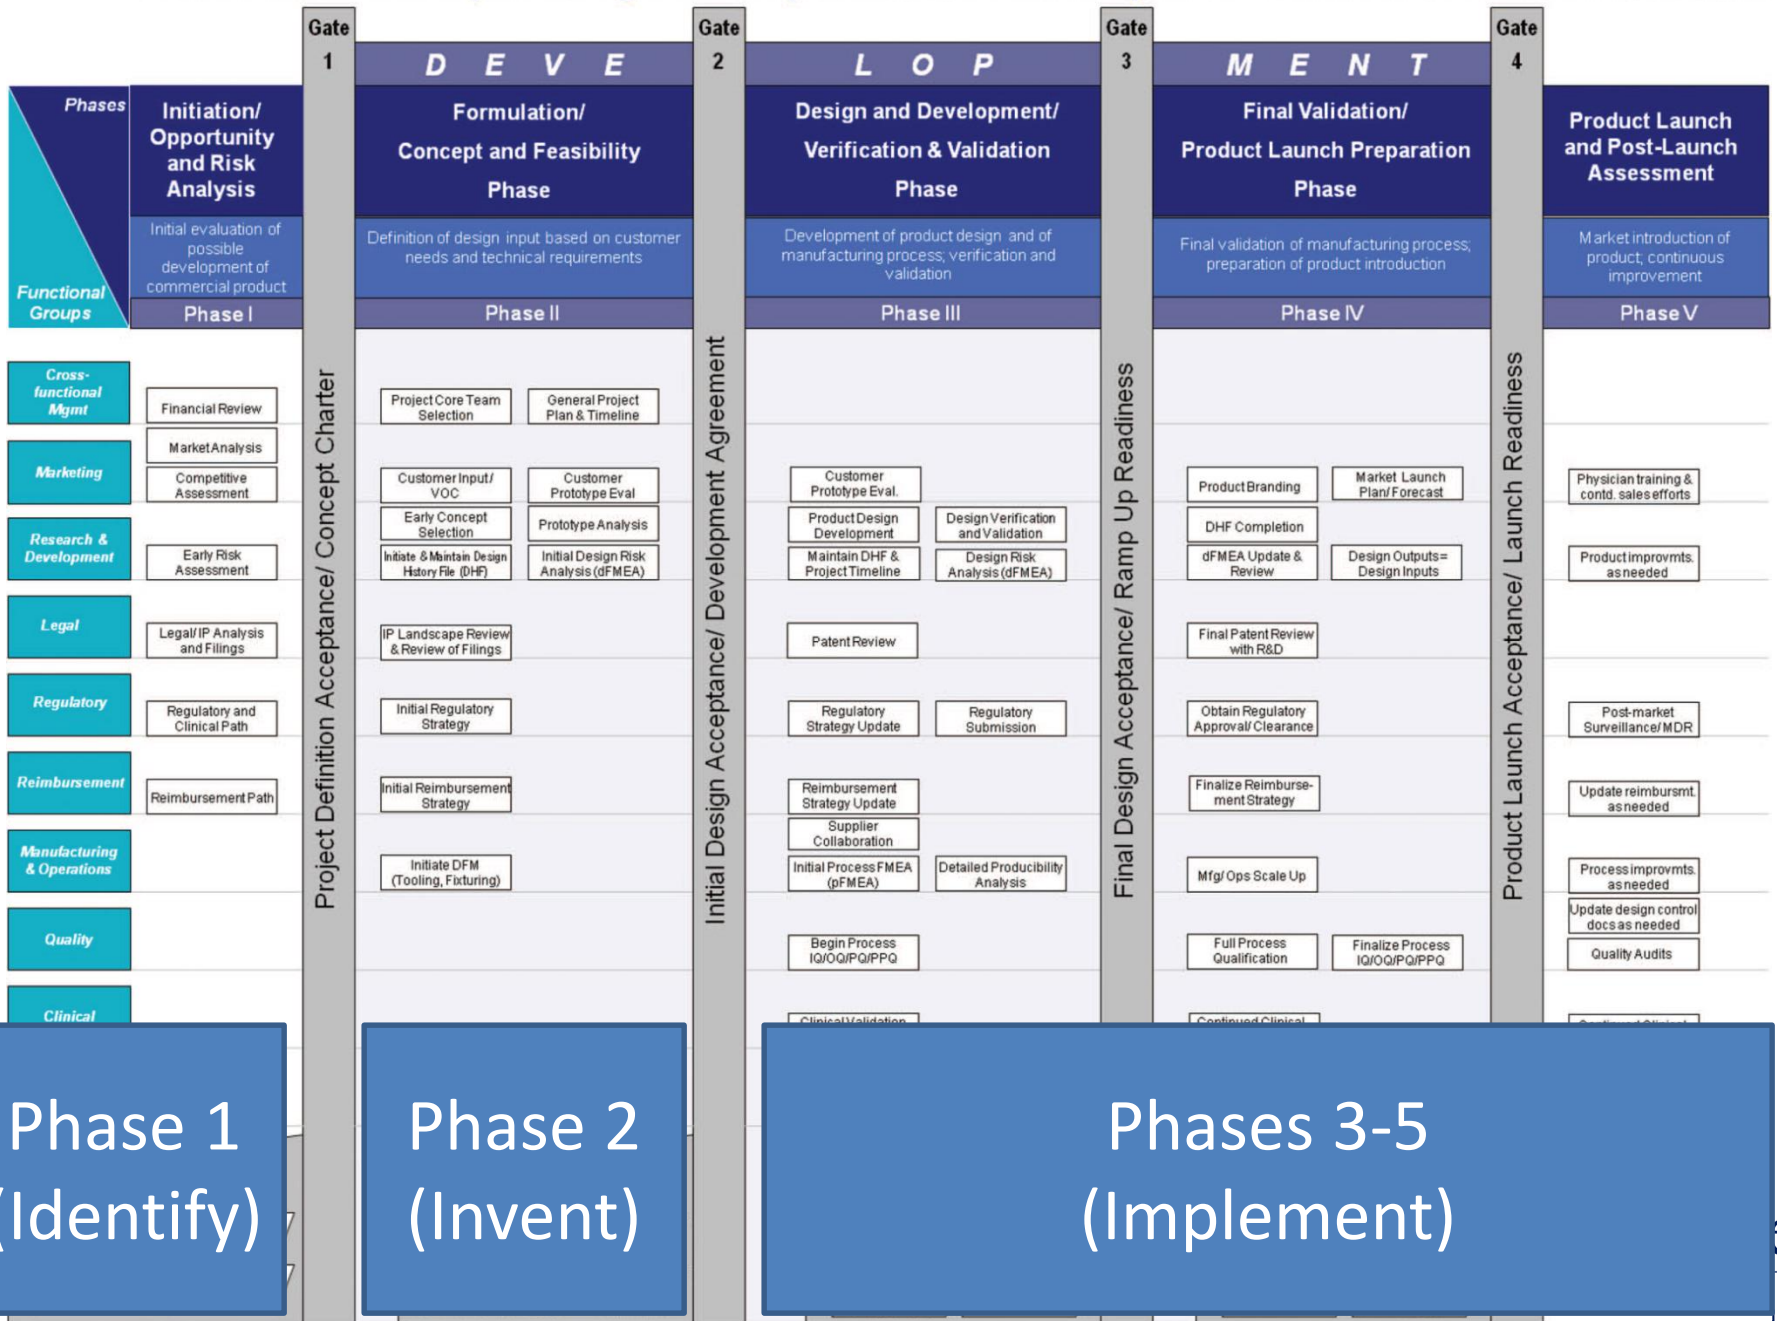 Gate
1
Gate
2
Gate
3
Gate
4
D E V E
L O P
M E N T
Phases
Functional
Groups
Initiation/
Opportunity
and Risk
Analysis
Formulation/
Concept and Feasibility
Phase
Design and Development/
Verification & Validation
Phase
Final Validation/
Product Launch Preparation
Phase
Product Launch
and Post-Launch
Assessment
Initial evaluation of
possible
development of
commercial product
Definition of design input based on customer
needs and technical requirements
Development of product design and of
manufacturing process; verification and
validation
Final validation of manufacturing process;
preparation of product introduction
Market introduction of
product; continuous
improvement
Phase I
Phase II
Phase III
Phase IV
Phase V
Project Definition Acceptance/ Concept Charter
Initial Design Acceptance/ Development Agreement
Final Design Acceptance/ Ramp Up Readiness
Product Launch Acceptance/ Launch Readiness
Cross-
functional
Mgmt
Financial Review
Project Core Team
Selection
General Project
Plan & Timeline
Marketing
Market Analysis
Competitive
Assessment
Customer Input/
VOC
Customer
Prototype Eval
Customer
Prototype Eval.
Product Branding
Market Launch
Plan/Forecast
Physician training &
contd. sales efforts
Research &
Development
Early Risk
Assessment
Early Concept
Selection
Prototype Analysis
Initiate & Maintain Design
History File (DHF)
Initial Design Risk
Analysis (dFMEA)
Product Design
Development
Design Verification
and Validation
Maintain DHF &
Project Timeline
Design Risk
Analysis (dFMEA)
DHF Completion
dFMEA Update &
Review
Design Outputs=
Design Inputs
Product improvmts.
as needed
Legal
Legal/IP Analysis
and Filings
IP Landscape Review
& Review of Filings
Patent Review
Final Patent Review
with R&D
Regulatory
Regulatory and
Clinical Path
Initial Regulatory
Strategy
Regulatory
Strategy Update
Regulatory
Submission
Obtain Regulatory
Approval/Clearance
Post-market
Surveillance/MDR
Reimbursement
Reimbursement Path
Initial Reimbursement
Strategy
Reimbursement
Strategy Update
Finalize Reimburse-
ment Strategy
Update reimbursmt.
as needed
Manufacturing
& Operations
Initiate DFM
(Tooling, Fixturing)
Supplier
Collaboration
Initial Process FMEA
(pFMEA)
Detailed Producibility
Analysis
Mfg/Ops Scale Up
Process improvmts.
as needed
Quality
Begin Process
IQ/OQ/PQ/PPQ
Full Process
Qualification
Finalize Process
IQ/OQ/PQ/PPQ
Update design control
docs as needed
Quality Audits
Clinical
Clinical Validation
Continued Clinical
Phase 1
(Identify)
Phase 2
(Invent)
Phases 3-5
(Implement)